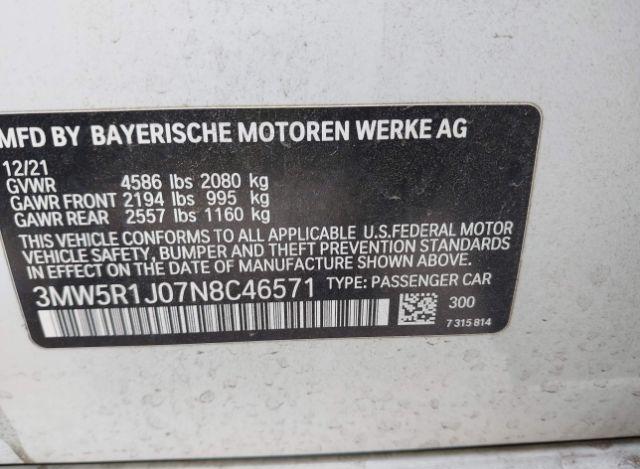 MFD BY BAYERISCHE MOTOREN WERKE AG
12/21
GVWR 4586 lbs 2080 kg
GAWR FRONT 2194 lbs 995 kg
GAWR REAR 2557 lbs 1160 kg
THIS VEHICLE CONFORMS TO ALL APPLICABLE U.S.FEDERAL MOTOR
VEHICLE SAFETY, BUMPER, AND THEFT PREVENTION STANDARDS
IN EFFECT ON THE DATE OF MANUFACTURE SHOWN ABOVE.
3MW5R1J07N8C46571 TYPE: PASSENGER CAR
300
7 315 814